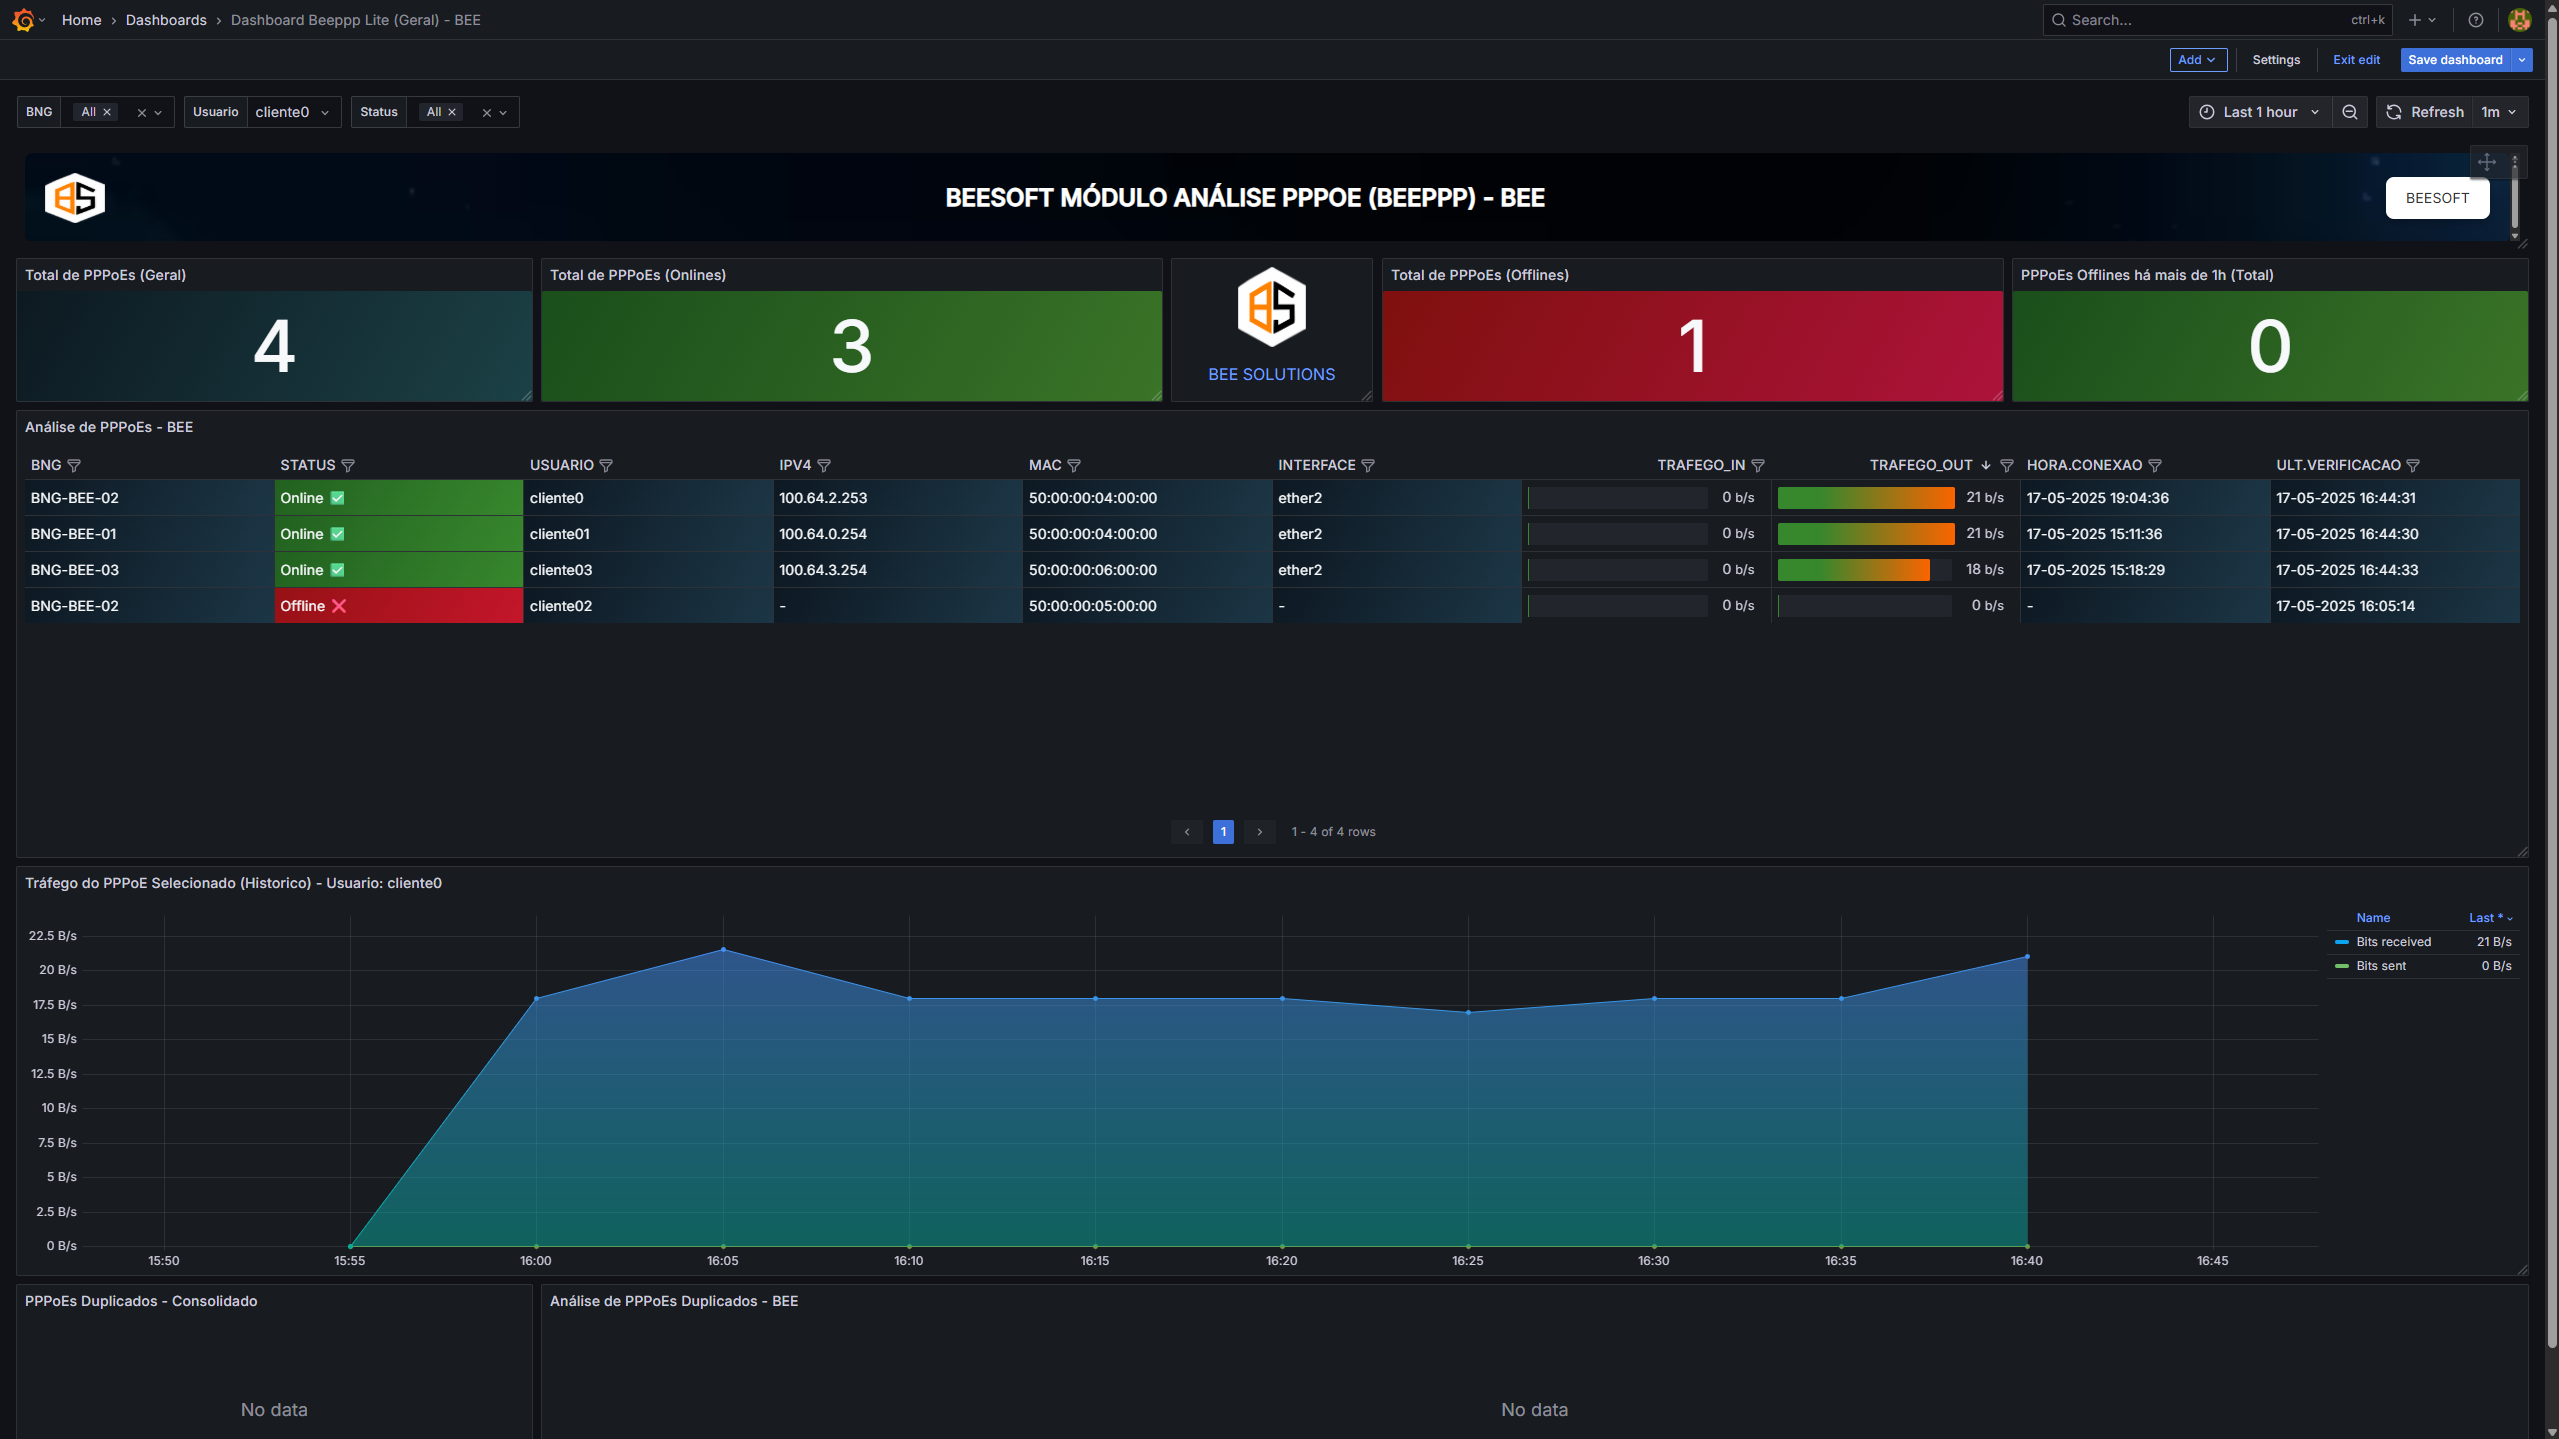 Home › Dashboards › Dashboard Beeppp Lite (Geral) - BEE
Search... ctrl+k
Add Settings Exit edit Save dashboard
BNG All Usuario cliente0 Status All Last 1 hour Refresh 1m
BS BEESOFT MÓDULO ANÁLISE PPPOE (BEEPPP) - BEE BEESOFT
Total de PPPoEs (Geral)
4
Total de PPPoEs (Onlines)
3
BS
BEE SOLUTIONS
Total de PPPoEs (Offlines)
1
PPPoEs Offlines há mais de 1h (Total)
0
Análise de PPPoEs - BEE
BNG STATUS USUARIO IPV4 MAC INTERFACE TRAFEGO_IN TRAFEGO_OUT HORA.CONEXAO ULT.VERIFICACAO
BNG-BEE-02 Online ✅ cliente0 100.64.2.253 50:00:00:04:00:00 ether2 0 b/s 21 b/s 17-05-2025 19:04:36 17-05-2025 16:44:31
BNG-BEE-01 Online ✅ cliente01 100.64.0.254 50:00:00:04:00:00 ether2 0 b/s 21 b/s 17-05-2025 15:11:36 17-05-2025 16:44:30
BNG-BEE-03 Online ✅ cliente03 100.64.3.254 50:00:00:06:00:00 ether2 0 b/s 18 b/s 17-05-2025 15:18:29 17-05-2025 16:44:33
BNG-BEE-02 Offline ❌ cliente02 - 50:00:00:05:00:00 - 0 b/s 0 b/s - 17-05-2025 16:05:14
1 1 - 4 of 4 rows
Tráfego do PPPoE Selecionado (Historico) - Usuario: cliente0
22.5 B/s
20 B/s
17.5 B/s
15 B/s
12.5 B/s
10 B/s
7.5 B/s
5 B/s
2.5 B/s
0 B/s
15:50 15:55 16:00 16:05 16:10 16:15 16:20 16:25 16:30 16:35 16:40 16:45
Name Last *
Bits received 21 B/s
Bits sent 0 B/s
PPPoEs Duplicados - Consolidado
No data
Análise de PPPoEs Duplicados - BEE
No data